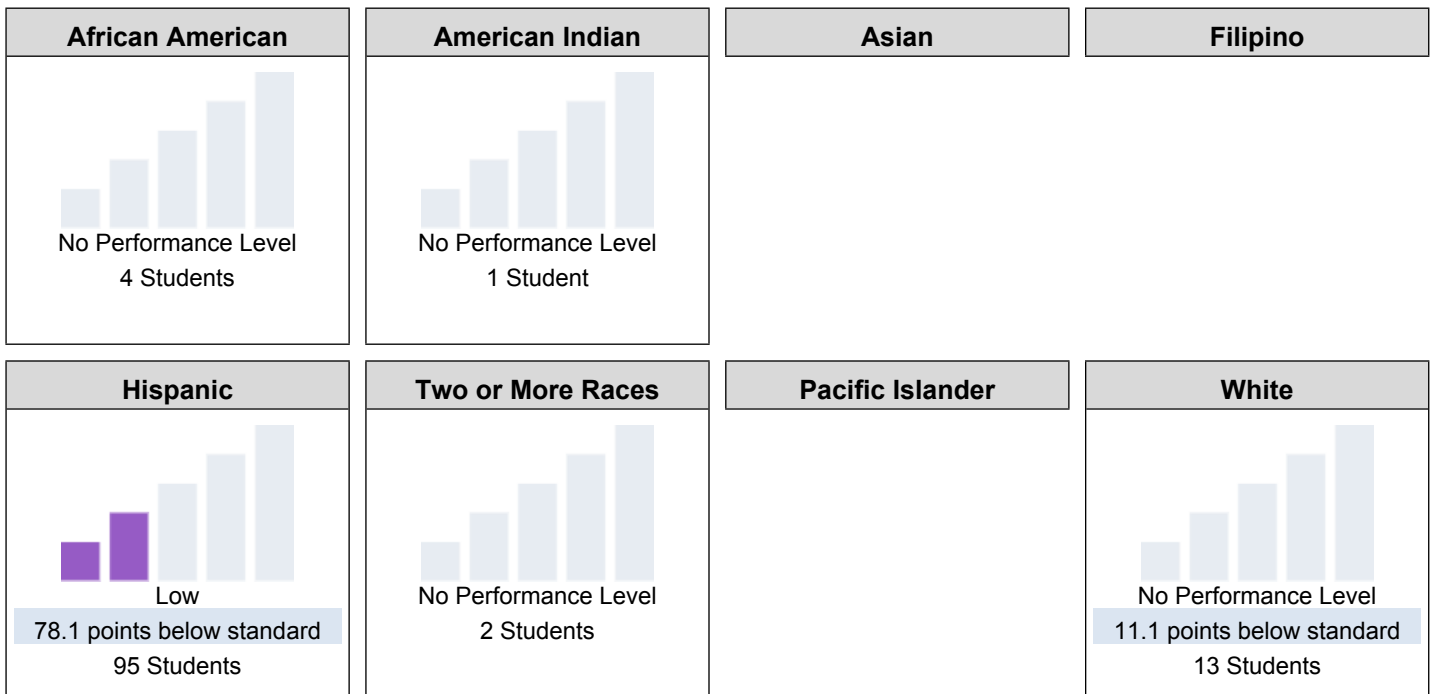 African American
American Indian
Asian
Filipino
No Performance Level
4 Students
No Performance Level
1 Student
Hispanic
Two or More Races
Pacific Islander
White
Low
78.1 points below standard
95 Students
No Performance Level
2 Students
No Performance Level
11.1 points below standard
13 Students